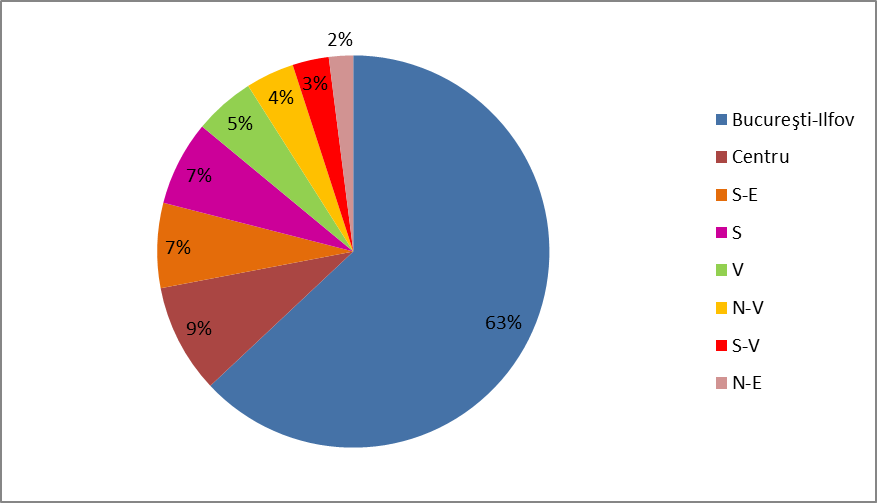 2%
3%
4%
5%
7%
7%
9%
63%
Bucureşti-Ilfov
Centru
S-E
S
V
N-V
S-V
N-E